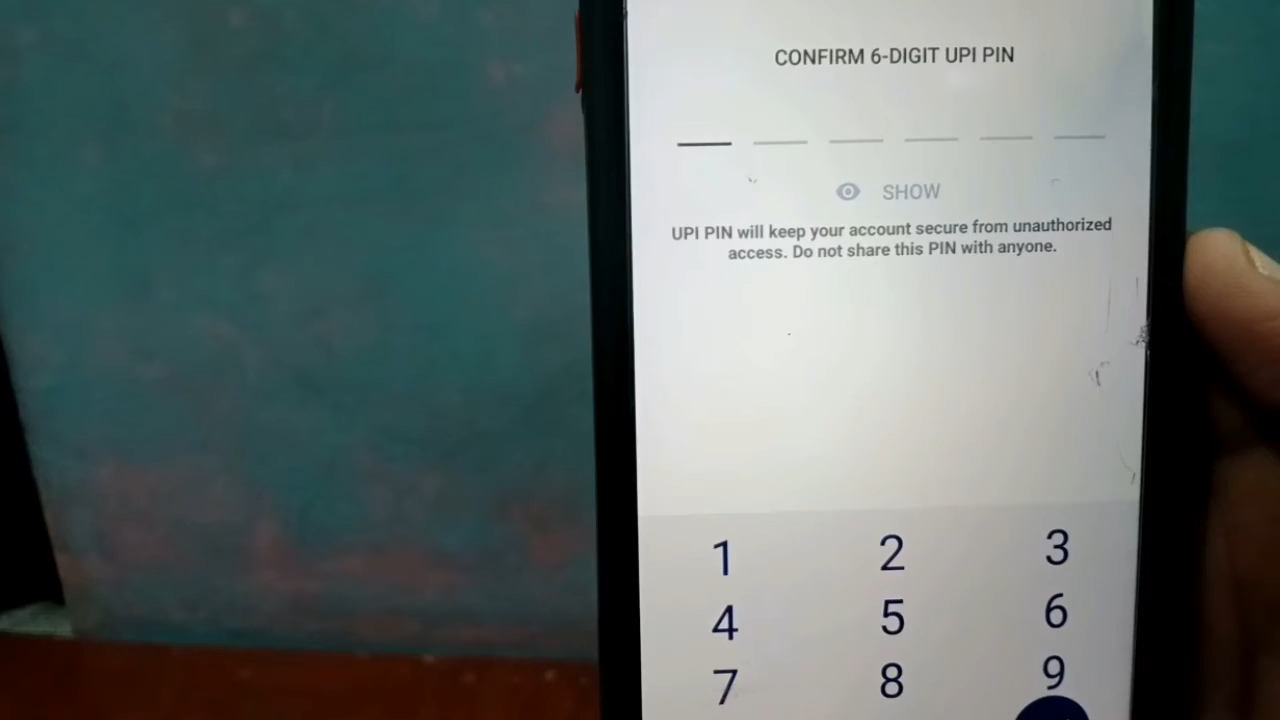 CONFIRM 6-DIGIT UPI PIN
SHOW
UPI PIN will keep your account secure from unauthorized
access. Do not share this PIN with anyone.
1 2 3
4 5 6
7 8 9